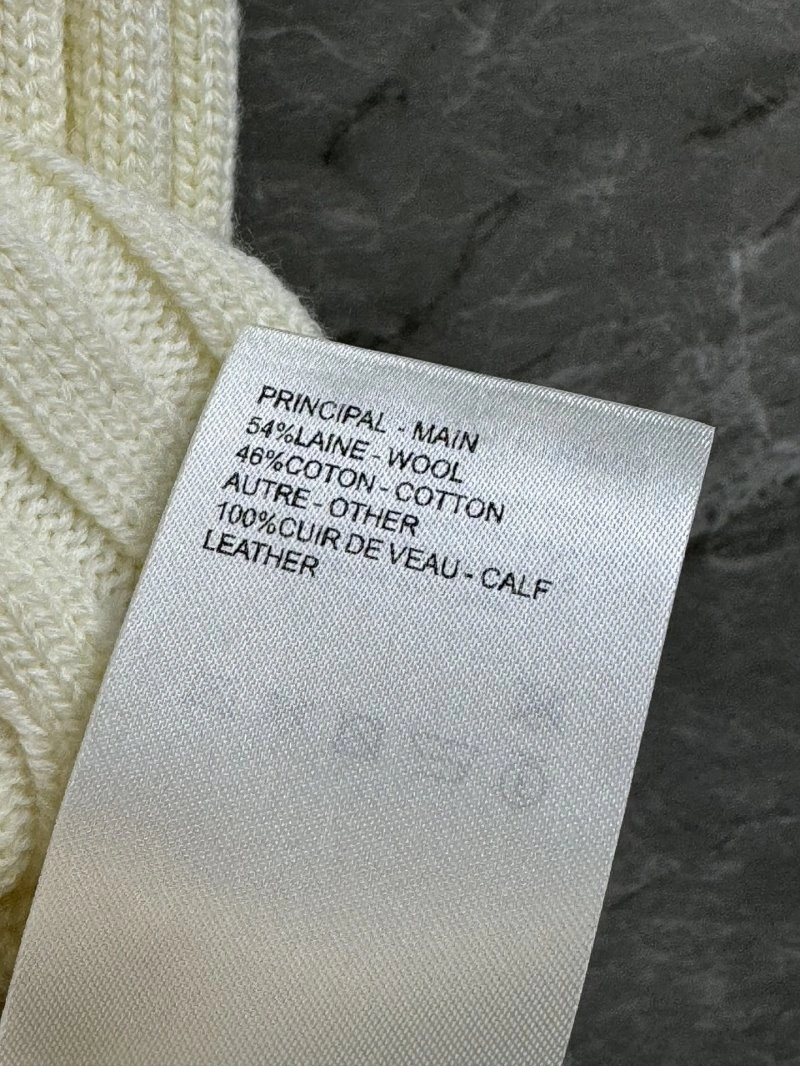 PRINCIPAL - MAIN
54%LAINE - WOOL
46%COTON - COTTON
AUTRE - OTHER
100%CUIR DE VEAU - CALF
LEATHER